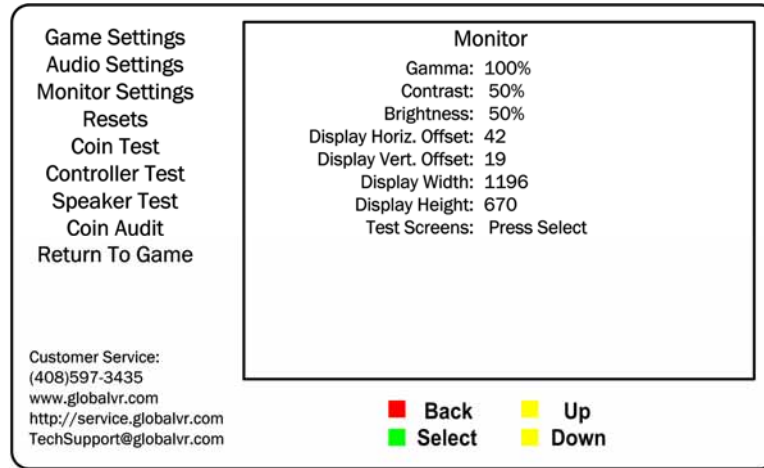 Game Settings
Audio Settings
Monitor Settings
Resets
Coin Test
Controller Test
Speaker Test
Coin Audit
Return To Game
Customer Service:
(408)597-3435
www.globalvr.com
http://service.globalvr.com
TechSupport@globalvr.com
Monitor
Gamma: 100%
Contrast: 50%
Brightness: 50%
Display Horiz. Offset: 42
Display Vert. Offset: 19
Display Width: 1196
Display Height: 670
Test Screens: Press Select
Back Up
Select Down